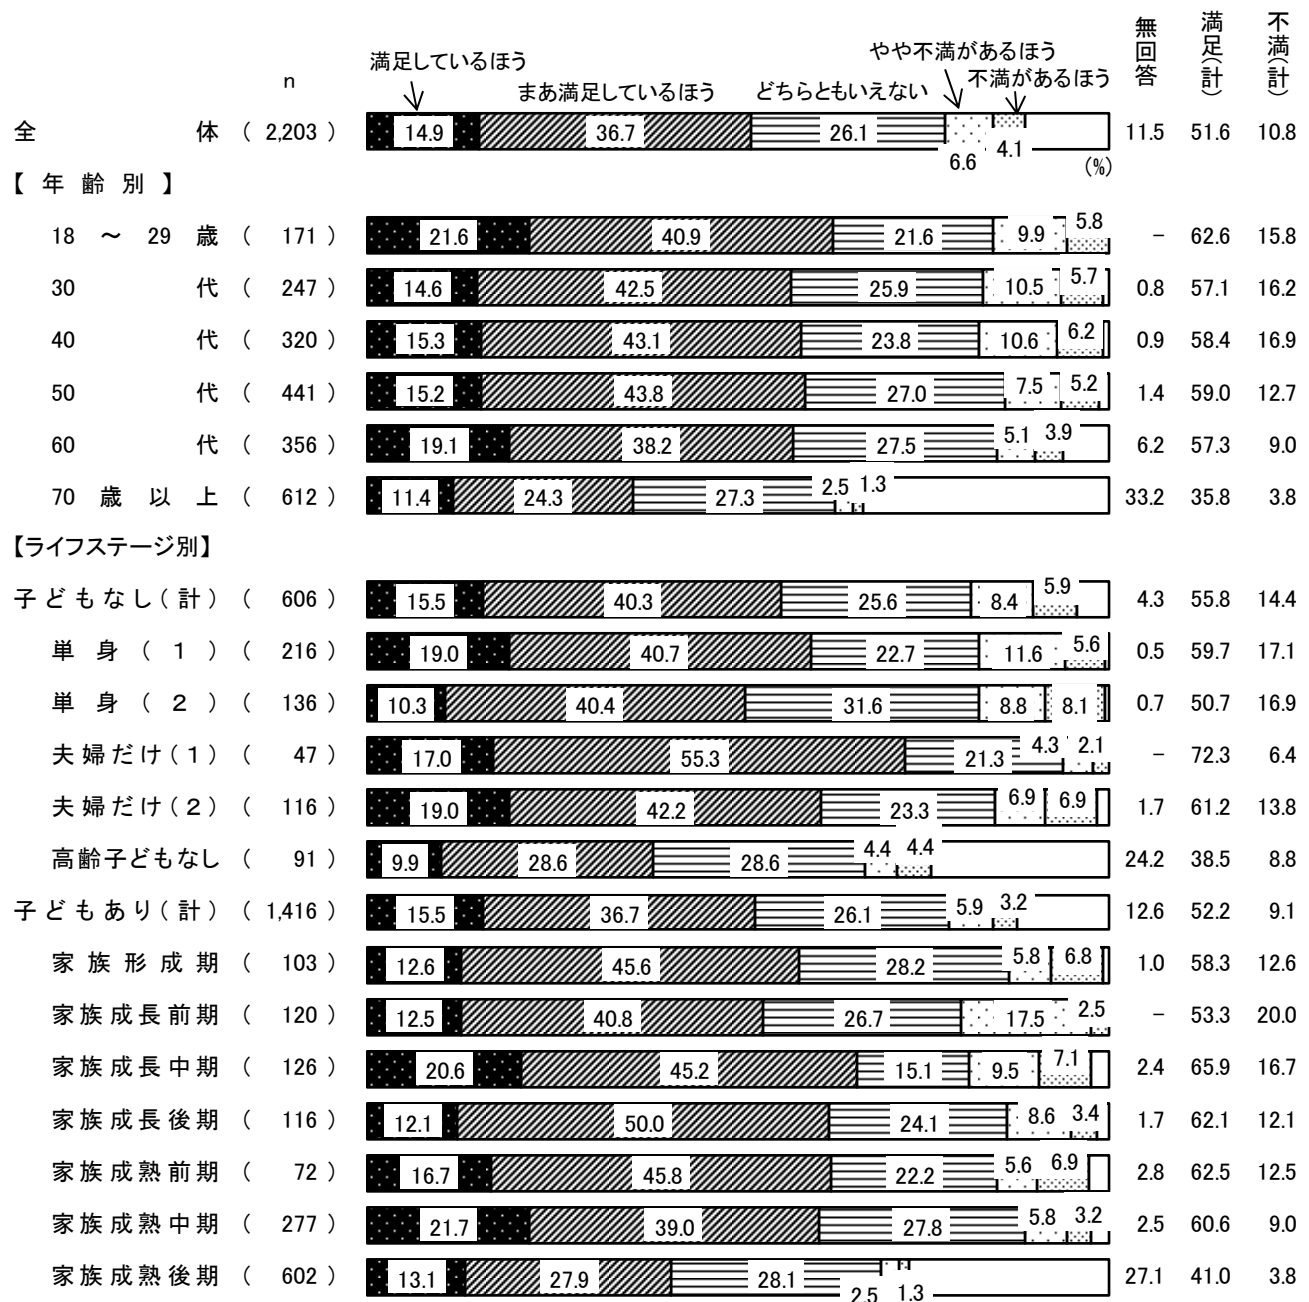 無回答 満足(計) 不満(計)
n 満足しているほう まあ満足しているほう どちらともいえない やや不満があるほう 不満があるほう
全体 ( 2,203 ) 14.9 36.7 26.1 6.6 4.1 11.5 51.6 10.8
(%)
【年齢別】
18 ～ 29 歳 ( 171 ) 21.6 40.9 21.6 9.9 5.8 － 62.6 15.8
30 代 ( 247 ) 14.6 42.5 25.9 10.5 5.7 0.8 57.1 16.2
40 代 ( 320 ) 15.3 43.1 23.8 10.6 6.2 0.9 58.4 16.9
50 代 ( 441 ) 15.2 43.8 27.0 7.5 5.2 1.4 59.0 12.7
60 代 ( 356 ) 19.1 38.2 27.5 5.1 3.9 6.2 57.3 9.0
70 歳以上 ( 612 ) 11.4 24.3 27.3 2.5 1.3 33.2 35.8 3.8
【ライフステージ別】
子どもなし(計) ( 606 ) 15.5 40.3 25.6 8.4 5.9 4.3 55.8 14.4
単身(１) ( 216 ) 19.0 40.7 22.7 11.6 5.6 0.5 59.7 17.1
単身(２) ( 136 ) 10.3 40.4 31.6 8.8 8.1 0.7 50.7 16.9
夫婦だけ(１) ( 47 ) 17.0 55.3 21.3 4.3 2.1 － 72.3 6.4
夫婦だけ(２) ( 116 ) 19.0 42.2 23.3 6.9 6.9 1.7 61.2 13.8
高齢子どもなし ( 91 ) 9.9 28.6 28.6 4.4 4.4 24.2 38.5 8.8
子どもあり(計) ( 1,416 ) 15.5 36.7 26.1 5.9 3.2 12.6 52.2 9.1
家族形成期 ( 103 ) 12.6 45.6 28.2 5.8 6.8 1.0 58.3 12.6
家族成長前期 ( 120 ) 12.5 40.8 26.7 17.5 2.5 － 53.3 20.0
家族成長中期 ( 126 ) 20.6 45.2 15.1 9.5 7.1 2.4 65.9 16.7
家族成長後期 ( 116 ) 12.1 50.0 24.1 8.6 3.4 1.7 62.1 12.1
家族成熟前期 ( 72 ) 16.7 45.8 22.2 5.6 6.9 2.8 62.5 12.5
家族成熟中期 ( 277 ) 21.7 39.0 27.8 5.8 3.2 2.5 60.6 9.0
家族成熟後期 ( 602 ) 13.1 27.9 28.1 2.5 1.3 27.1 41.0 3.8